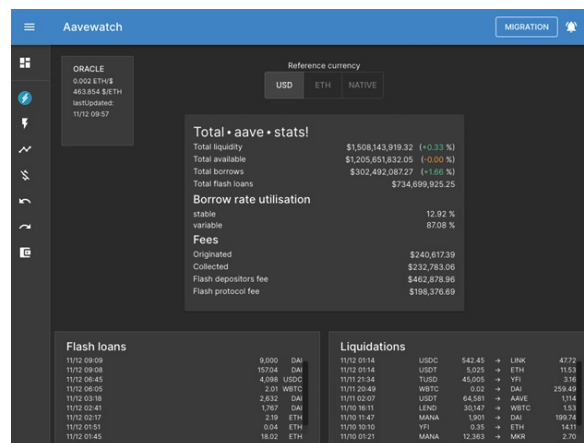 Aavewatch
MIGRATION
ORACLE
0.002 ETH/$
463.854 $/ETH
lastUpdated:
11/12 09:57
Reference currency
USD ETH NATIVE
Total • aave • stats!
Total liquidity $1,508,143,919.32 (+0.33 %)
Total available $1,205,651,832.05 (-0.00 %)
Total borrows $302,492,087.27 (+1.66 %)
Total flash loans $734,699,925.25
Borrow rate utilisation
stable 12.92 %
variable 87.08 %
Fees
Originated $240,617.39
Collected $232,783.06
Flash depositors fee $462,878.96
Flash protocol fee $198,376.69
Flash loans
11/12 09:09 9,000 DAI
11/12 09:08 157.04 DAI
11/12 06:45 4,098 USDC
11/12 06:05 2.01 WBTC
11/12 03:18 2,632 DAI
11/12 02:41 1,767 DAI
11/12 02:17 2.19 ETH
11/12 01:51 0.04 ETH
11/12 01:45 18.02 ETH
Liquidations
11/12 01:14 USDC 542.45 → LINK 47.72
11/12 01:14 USDT 5,025 → ETH 11.53
11/11 21:34 TUSD 45,005 → YFI 3.16
11/11 20:49 WBTC 0.02 → DAI 259.49
11/11 02:07 USDT 64,581 → AAVE 1,114
11/10 16:11 LEND 30,147 → WBTC 1.53
11/10 11:47 MANA 1,901 → DAI 199.74
11/10 10:10 YFI 0.35 → ETH 14.11
11/10 01:21 MANA 12,363 → MKR 2.70